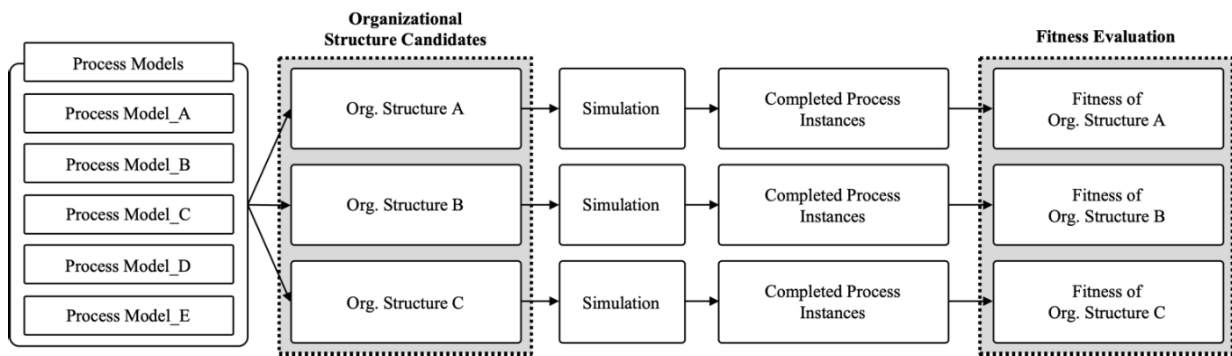 Organizational
Structure Candidates
Fitness Evaluation
Process Models
Process Model_A
Process Model_B
Process Model_C
Process Model_D
Process Model_E
Org. Structure A
Simulation
Completed Process
Instances
Fitness of
Org. Structure A
Org. Structure B
Simulation
Completed Process
Instances
Fitness of
Org. Structure B
Org. Structure C
Simulation
Completed Process
Instances
Fitness of
Org. Structure C